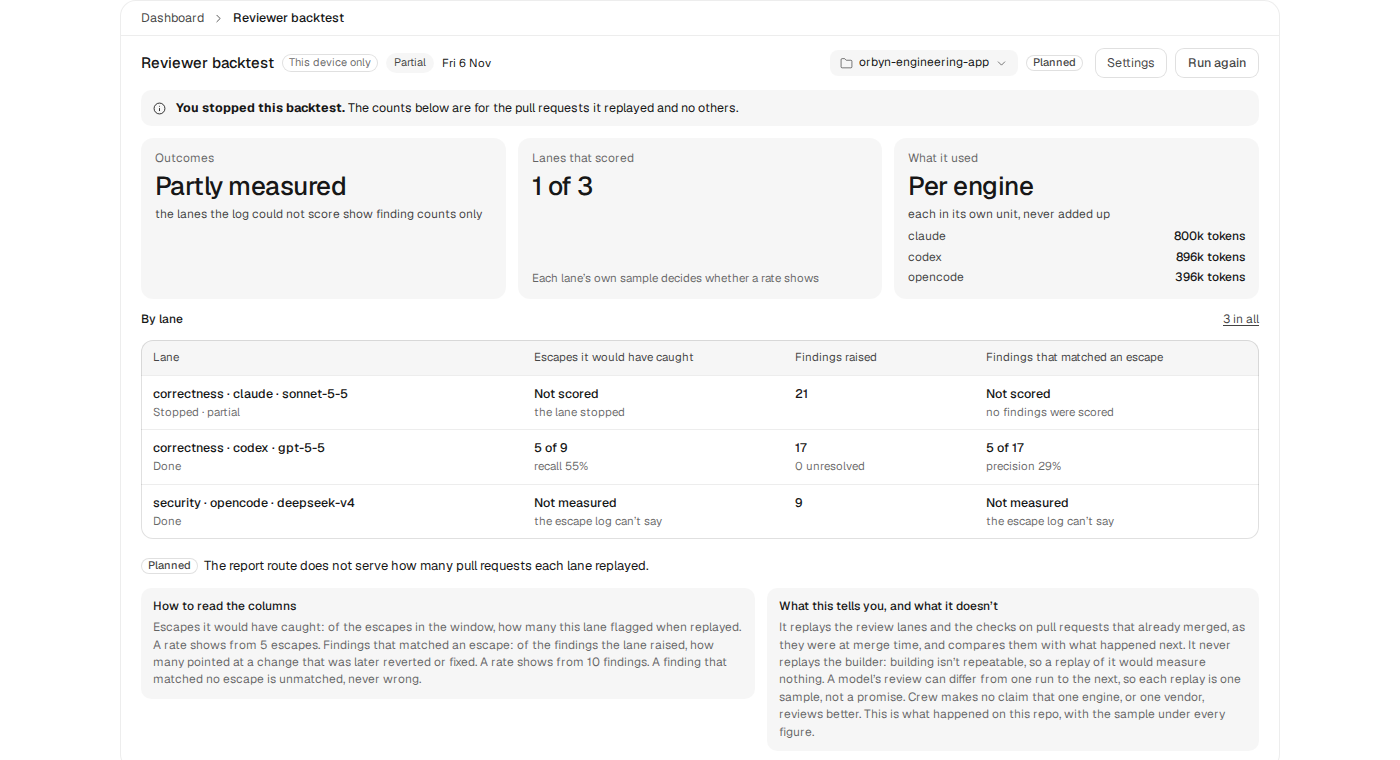 Dashboard > Reviewer backtest
Reviewer backtest This device only Partial Fri 6 Nov orbyn-engineering-app Planned Settings Run again
You stopped this backtest. The counts below are for the pull requests it replayed and no others.
Outcomes
Partly measured
the lanes the log could not score show finding counts only
Lanes that scored
1 of 3
Each lane's own sample decides whether a rate shows
What it used
Per engine
each in its own unit, never added up
claude 800k tokens
codex 896k tokens
opencode 396k tokens
By lane 3 in all
Lane Escapes it would have caught Findings raised Findings that matched an escape
correctness · claude · sonnet-5-5 Not scored 21 Not scored
Stopped · partial the lane stopped no findings were scored
correctness · codex · gpt-5-5 5 of 9 17 5 of 17
Done recall 55% 0 unresolved precision 29%
security · opencode · deepseek-v4 Not measured 9 Not measured
Done the escape log can't say the escape log can't say
Planned The report route does not serve how many pull requests each lane replayed.
How to read the columns
Escapes it would have caught: of the escapes in the window, how many this lane flagged when replayed.
A rate shows from 5 escapes. Findings that matched an escape: of the findings the lane raised, how
many pointed at a change that was later reverted or fixed. A rate shows from 10 findings. A finding that
matched no escape is unmatched, never wrong.
What this tells you, and what it doesn't
It replays the review lanes and the checks on pull requests that already merged, as
they were at merge time, and compares them with what happened next. It never
replays the builder: building isn't repeatable, so a replay of it would measure
nothing. A model's review can differ from one run to the next, so each replay is one
sample, not a promise. Crew makes no claim that one engine, or one vendor,
reviews better. This is what happened on this repo, with the sample under every
figure.